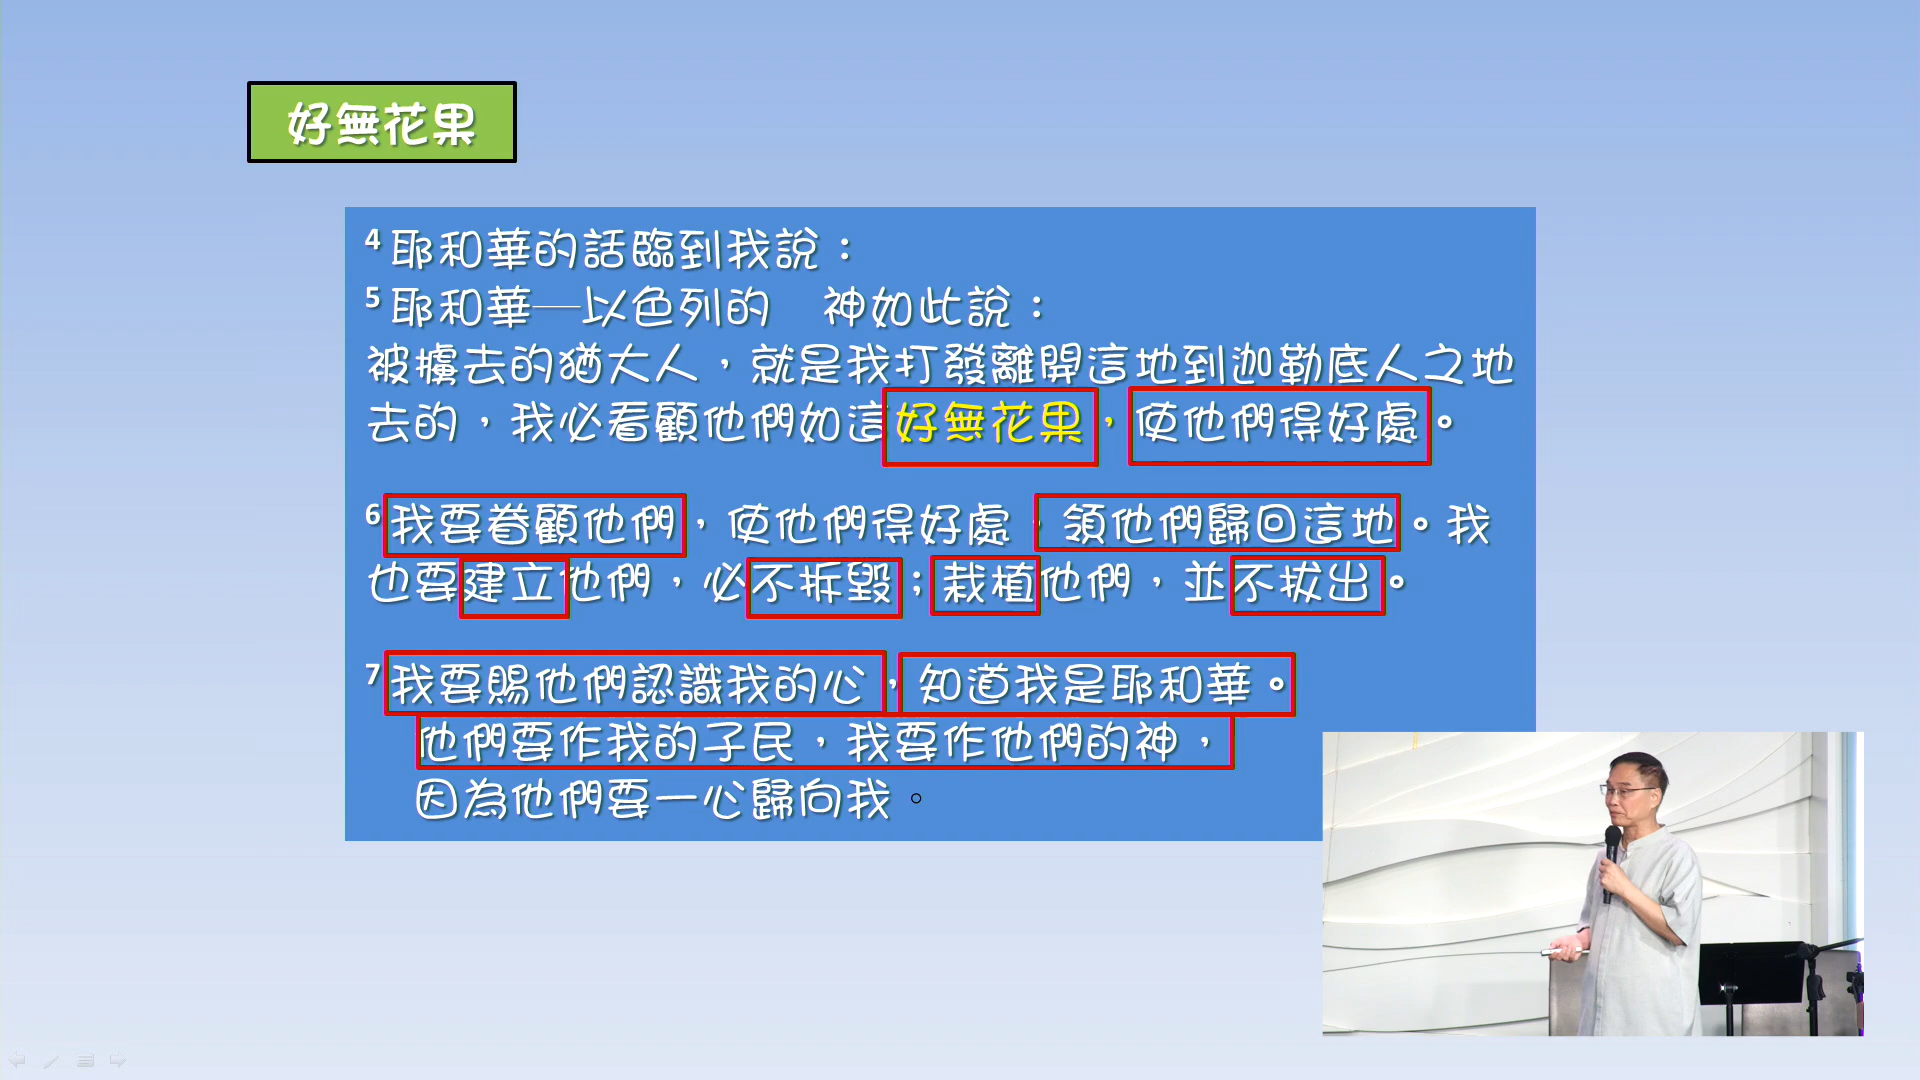 好無花果
4 耶和華的話臨到我說：
5 耶和華—以色列的　神如此說：
被擄去的猶大人，就是我打發離開這地到迦勒底人之地
去的，我必看顧他們如這好無花果，使他們得好處。
6 我要眷顧他們，使他們得好處，領他們歸回這地。我
也要建立他們，必不拆毀；栽植他們，並不拔出。
7 我要賜他們認識我的心，知道我是耶和華。
他們要作我的子民，我要作他們的神，
因為他們要一心歸向我。